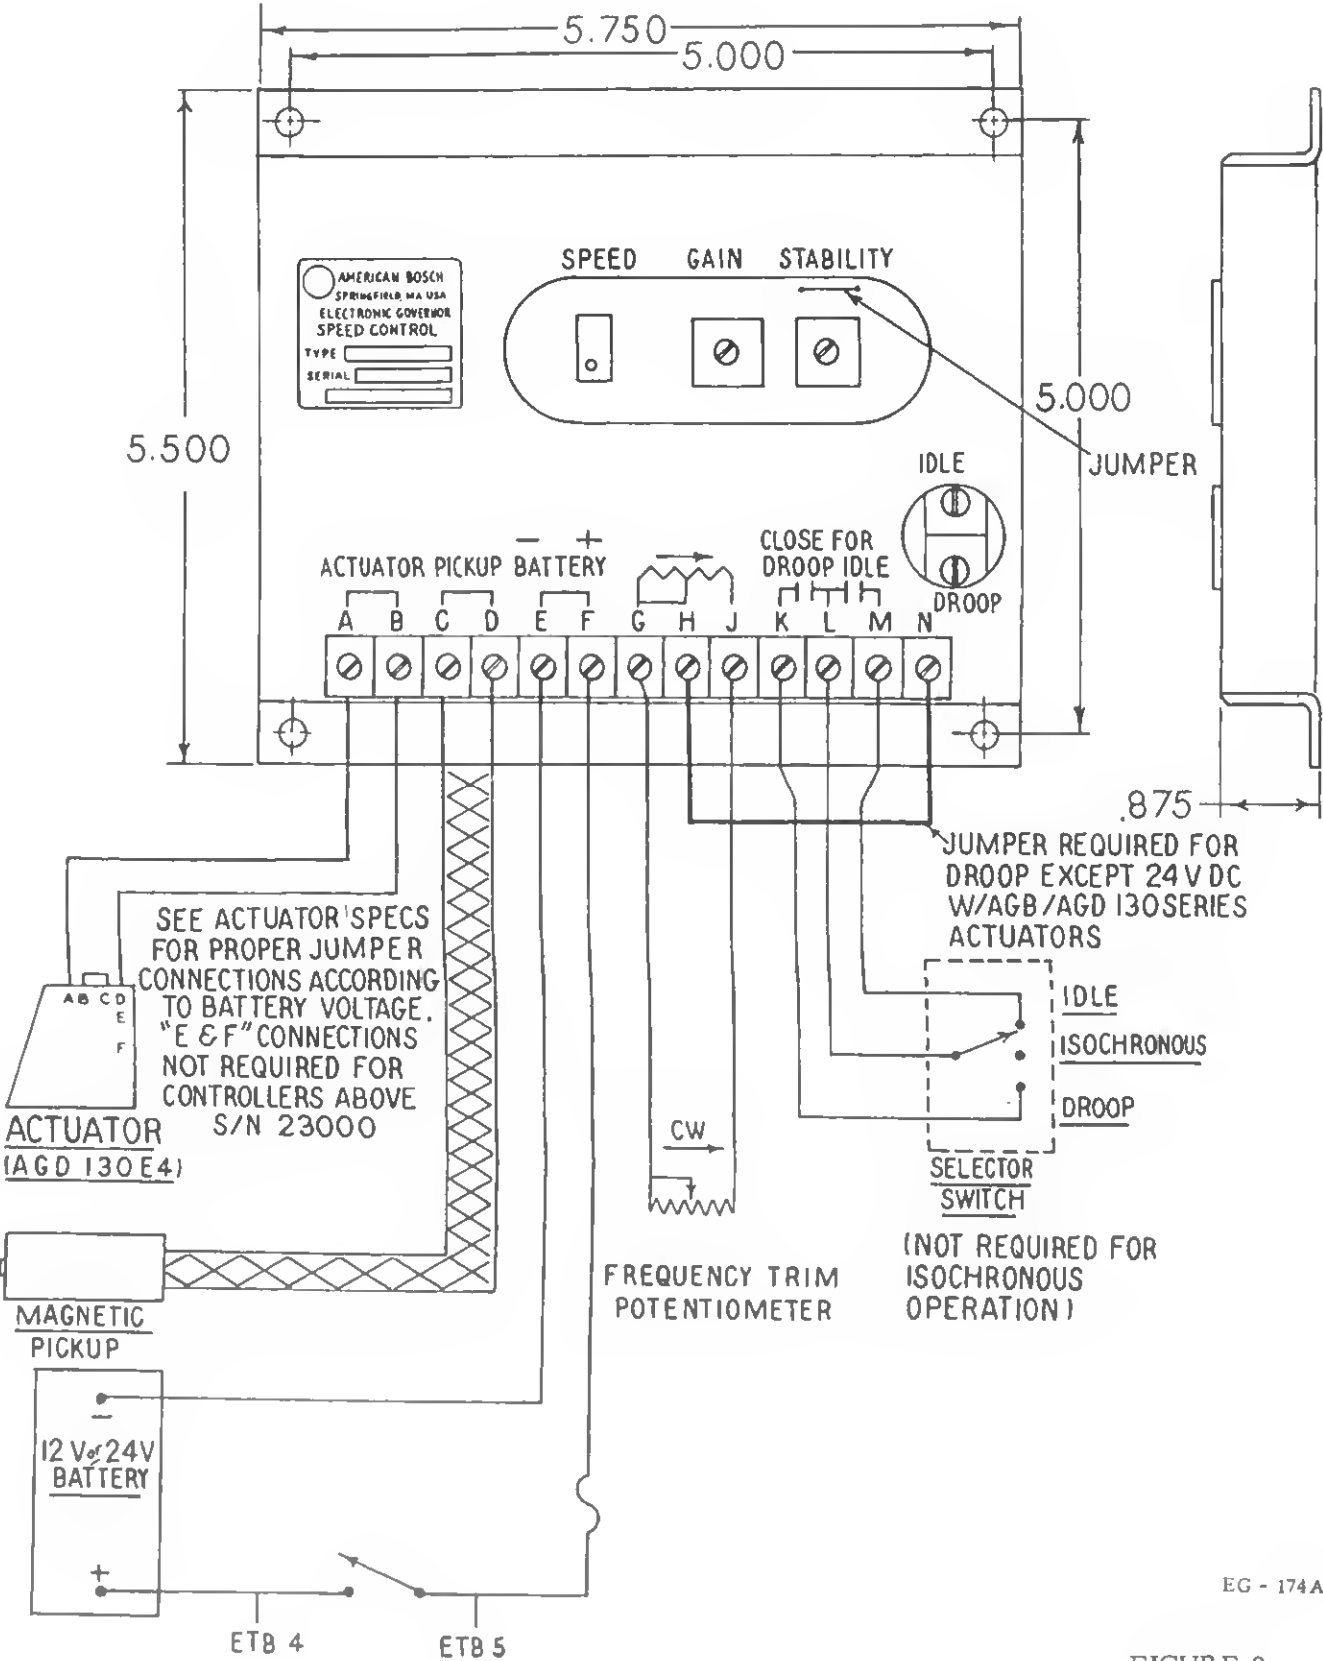 5.750
5.000
SPEED GAIN STABILITY
AMERICAN BOSCH
SPRINGFIELD, MA USA
ELECTRONIC GOVERNOR
SPEED CONTROL
TYPE
SERIAL
5.000
5.500
JUMPER
IDLE
DROOP
- +
ACTUATOR PICKUP BATTERY
CLOSE FOR
DROOP IDLE
A B C D E F G H J K L M N
.875
JUMPER REQUIRED FOR
DROOP EXCEPT 24 V DC
W/AGB/AGD 130 SERIES
ACTUATORS
SEE ACTUATOR SPECS
FOR PROPER JUMPER
CONNECTIONS ACCORDING
TO BATTERY VOLTAGE.
"E & F" CONNECTIONS
NOT REQUIRED FOR
CONTROLLERS ABOVE
S/N 23000
A B C D
E
F
ACTUATOR
(AGD 130 E4)
IDLE
ISOCHRONOUS
DROOP
SELECTOR
SWITCH
(NOT REQUIRED FOR
ISOCHRONOUS
OPERATION)
CW
FREQUENCY TRIM
POTENTIOMETER
MAGNETIC
PICKUP
-
12 V or 24V
BATTERY
+
ETB 4
ETB 5
EG - 174A